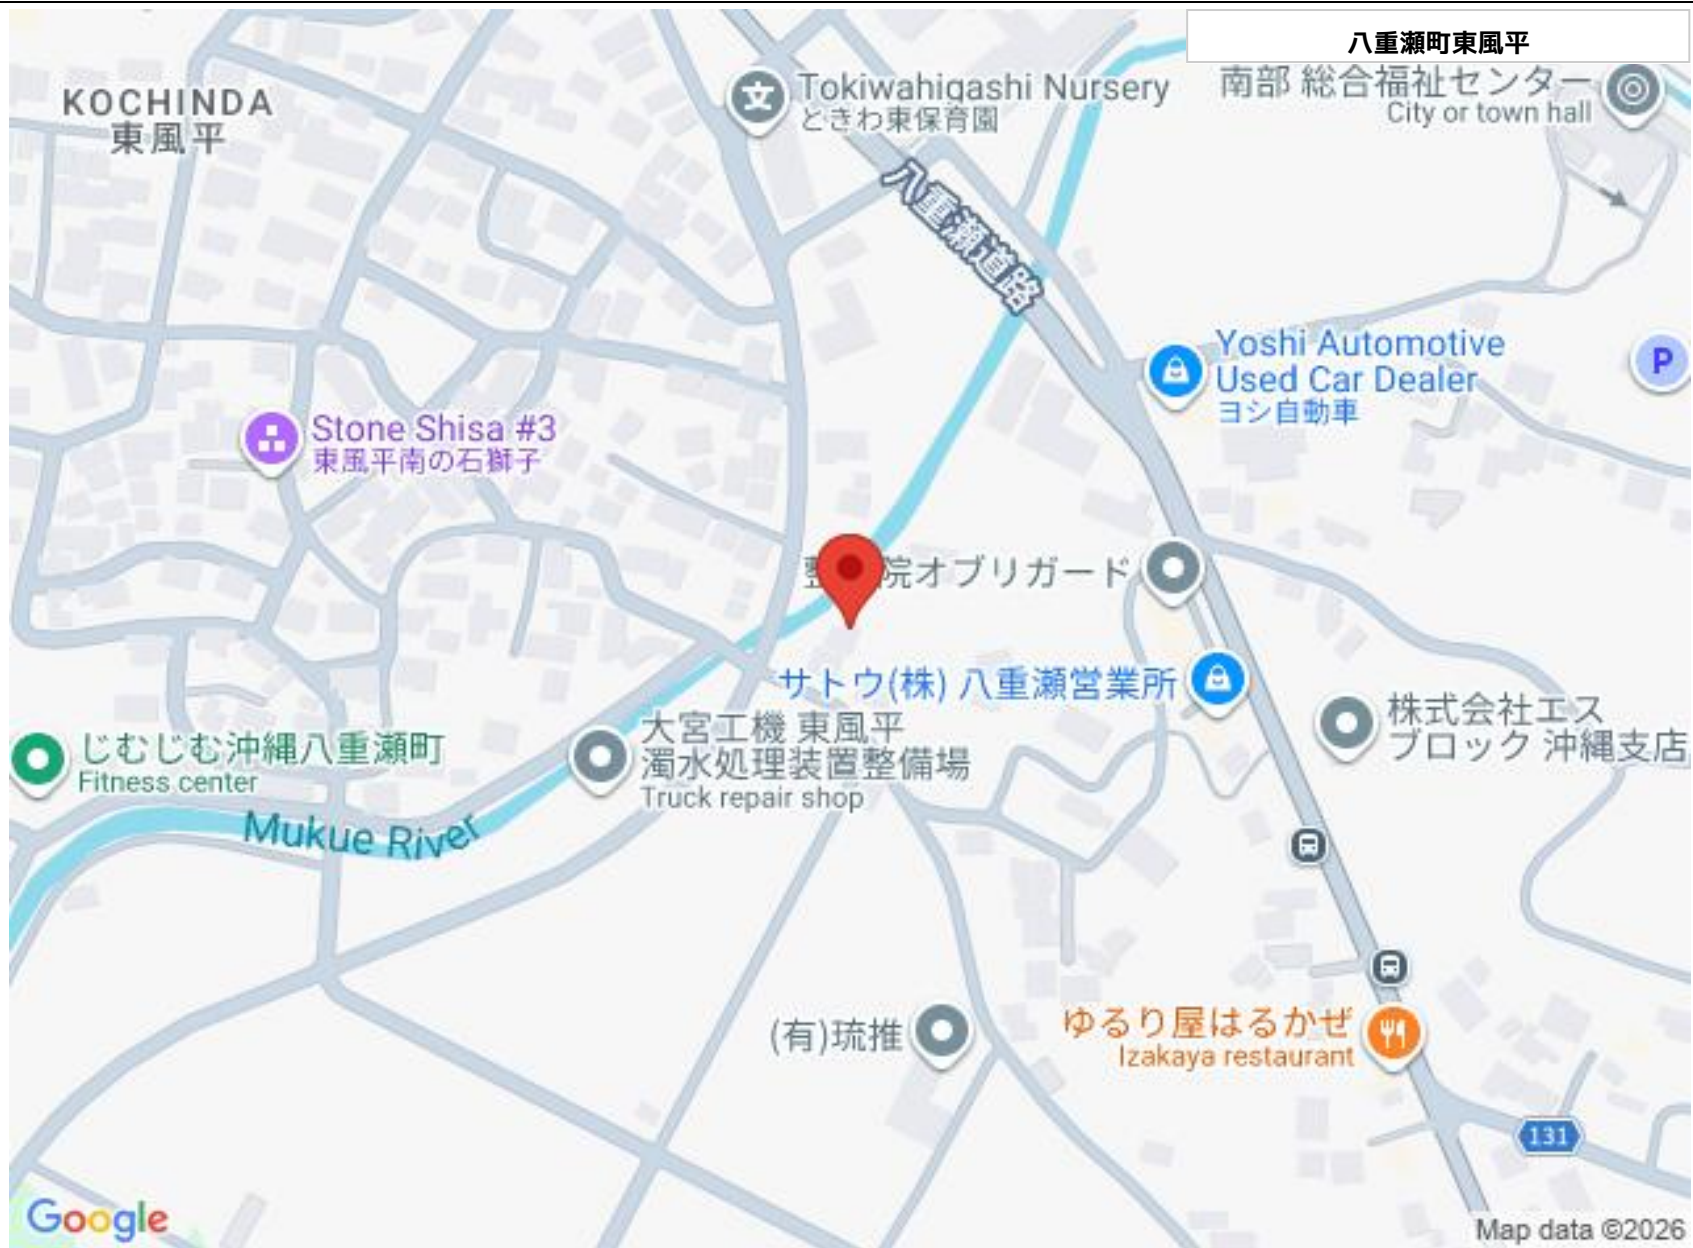 八重瀬町東風平
KOCHINDA
東風平
Tokiwahigashi Nursery
ときわ東保育園
南部 総合福祉センター
City or town hall
八重瀬道路
Yoshi Automotive
Used Car Dealer
ヨシ自動車
P
Stone Shisa #3
東風平南の石獅子
院オブリガード
サトウ(株) 八重瀬営業所
大宮工機 東風平
濁水処理装置整備場
Truck repair shop
株式会社エス
ブロック 沖縄支店
じむじむ沖縄八重瀬町
Fitness center
Mukue River
(有)琉推
ゆるり屋はるかぜ
Izakaya restaurant
131
Google
Map data ©2026